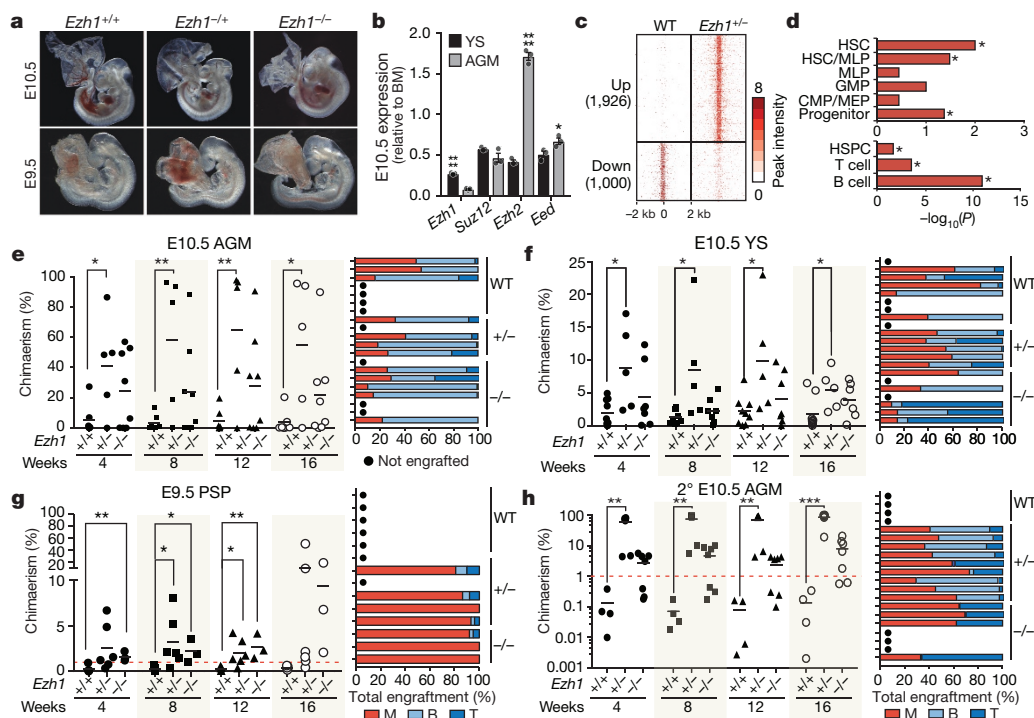 a
Ezh1+/+
Ezh1−/+
Ezh1−/−
E10.5
E9.5
b
E10.5 expression
(relative to BM)
2.0
1.5
1.0
0.5
0.0
YS
AGM
**
**
**
**
*
Ezh1
Suz12
Ezh2
Eed
c
WT
Ezh1+/−
Up
(1,926)
Down
(1,000)
−2 kb 0 2 kb
8
0
Peak intensity
d
HSC
HSC/MLP
MLP
GMP
CMP/MEP
Progenitor
* * *
0 1 2 3
HSPC
T cell
B cell
* * *
0 5 10 15
−log10(P)
e
E10.5 AGM
Chimaerism (%)
100
80
60
40
20
0
* ** ** *
Ezh1 +/+ +/− −/− +/+ +/− −/− +/+ +/− −/− +/+ +/− −/−
Weeks 4 8 12 16
WT
+/−
−/−
0 20 40 60 80 100
Not engrafted
f
E10.5 YS
Chimaerism (%)
25
20
15
10
5
0
* * * *
Ezh1 +/+ +/− −/− +/+ +/− −/− +/+ +/− −/− +/+ +/− −/−
Weeks 4 8 12 16
WT
+/−
−/−
0 20 40 60 80 100
g
E9.5 PSP
Chimaerism (%)
100
80
60
40
20
10
5
0
** * * ** *
Ezh1 +/+ +/− −/− +/+ +/− −/− +/+ +/− −/− +/+ +/− −/−
Weeks 4 8 12 16
WT
+/−
−/−
0 20 40 60 80 100
Total engraftment (%)
M B T
h
2° E10.5 AGM
Chimaerism (%)
100
10
1
0.1
0.01
0.001
** ** ** ***
Ezh1 +/+ +/− −/− +/+ +/− −/− +/+ +/− −/− +/+ +/− −/−
Weeks 4 8 12 16
WT
+/−
−/−
0 20 40 60 80 100
Total engraftment (%)
M B T